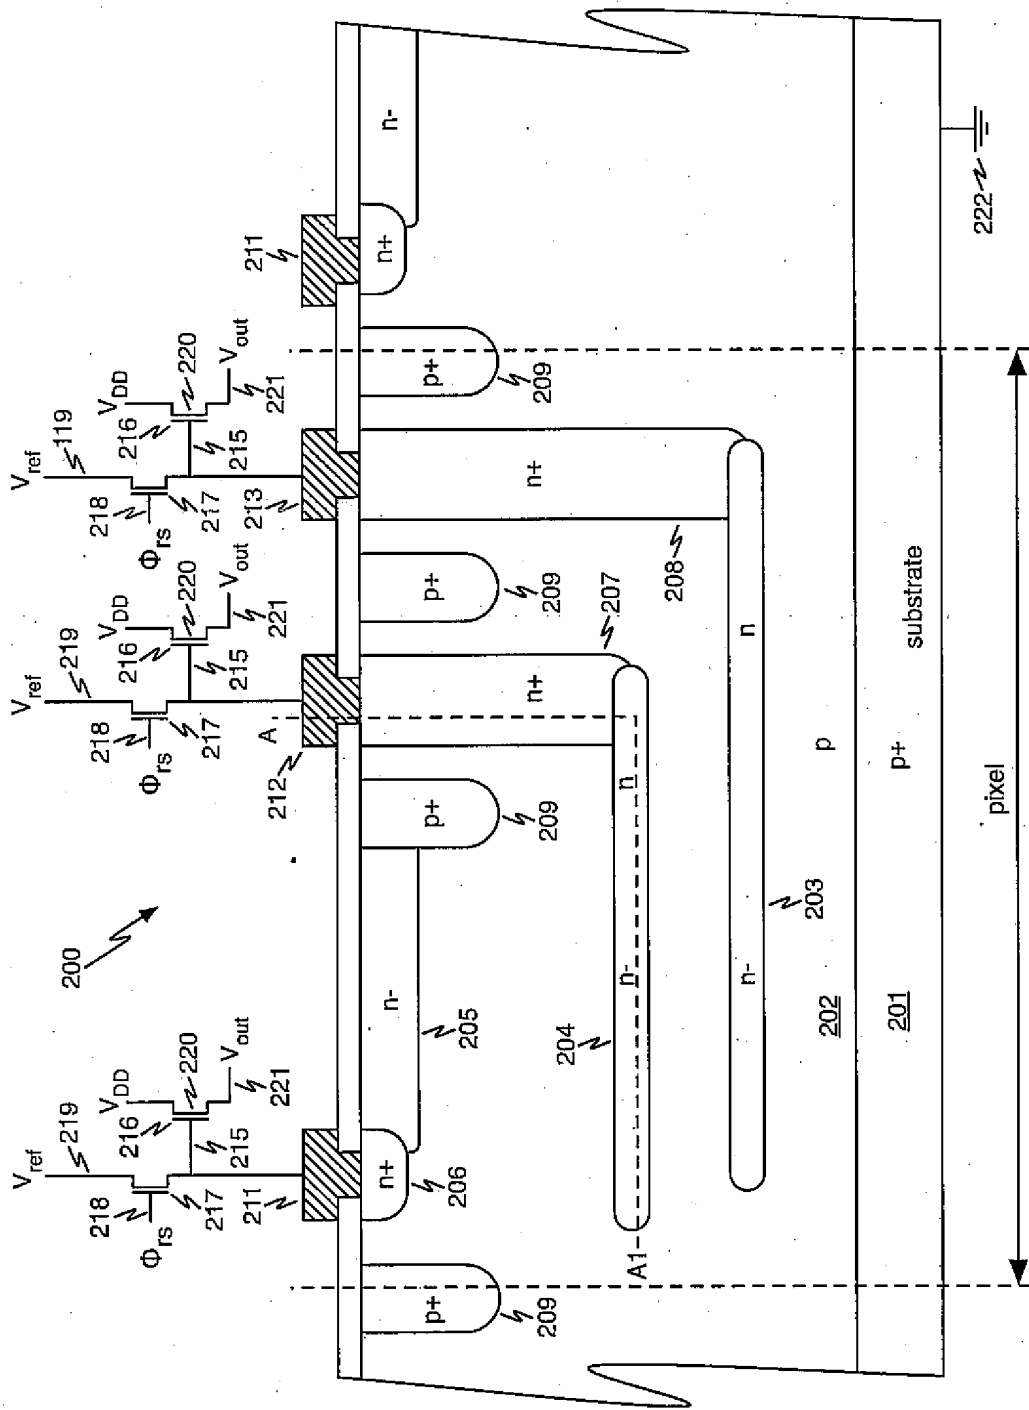 Vref
219
VDD
216
220
218
217
215
Vout
221
Φrs
211
Vref
219
VDD
216
220
218
217
215
Vout
221
Φrs
212
A
Vref
119
VDD
216
220
218
217
215
Vout
221
Φrs
213
211
200
p+
209
n+
206
n-
205
p+
209
n+
207
p+
209
n+
208
p+
209
n+
n-
A1
204
n-
n
n-
203
n
202
p
201
p+
substrate
222
pixel